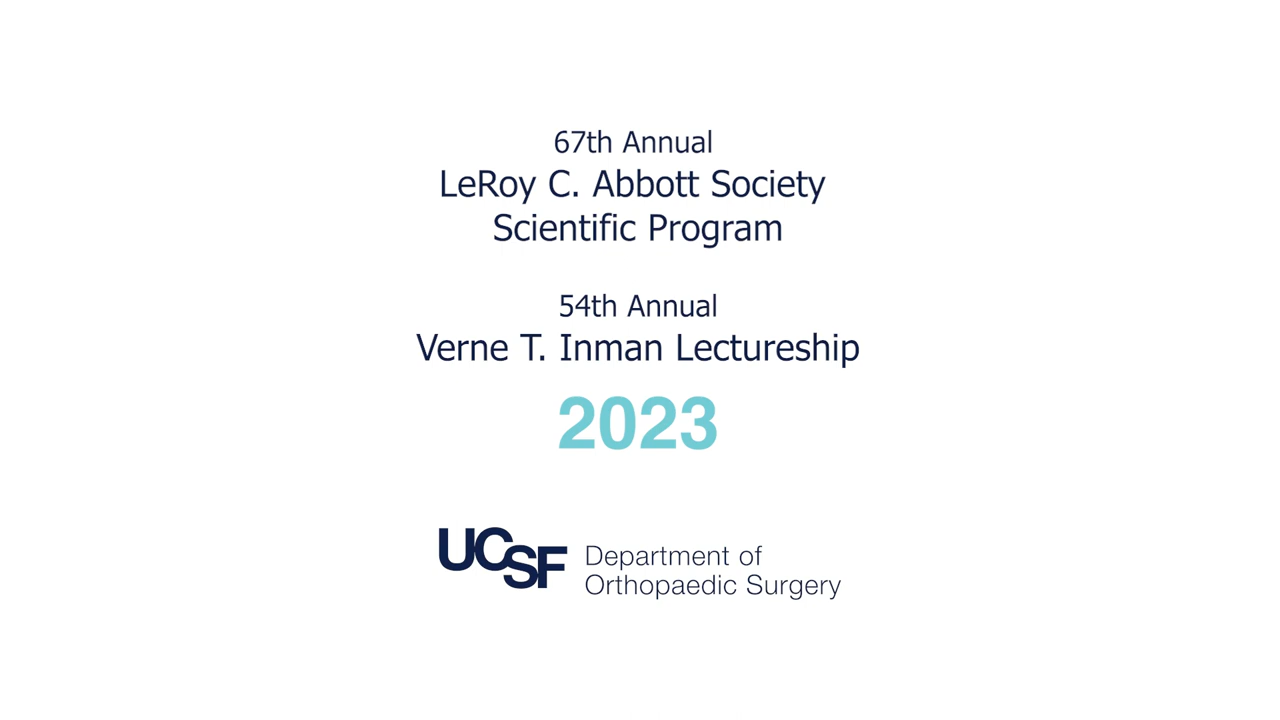 67th Annual
LeRoy C. Abbott Society
Scientific Program
54th Annual
Verne T. Inman Lectureship
2023
UCSF Department of
Orthopaedic Surgery